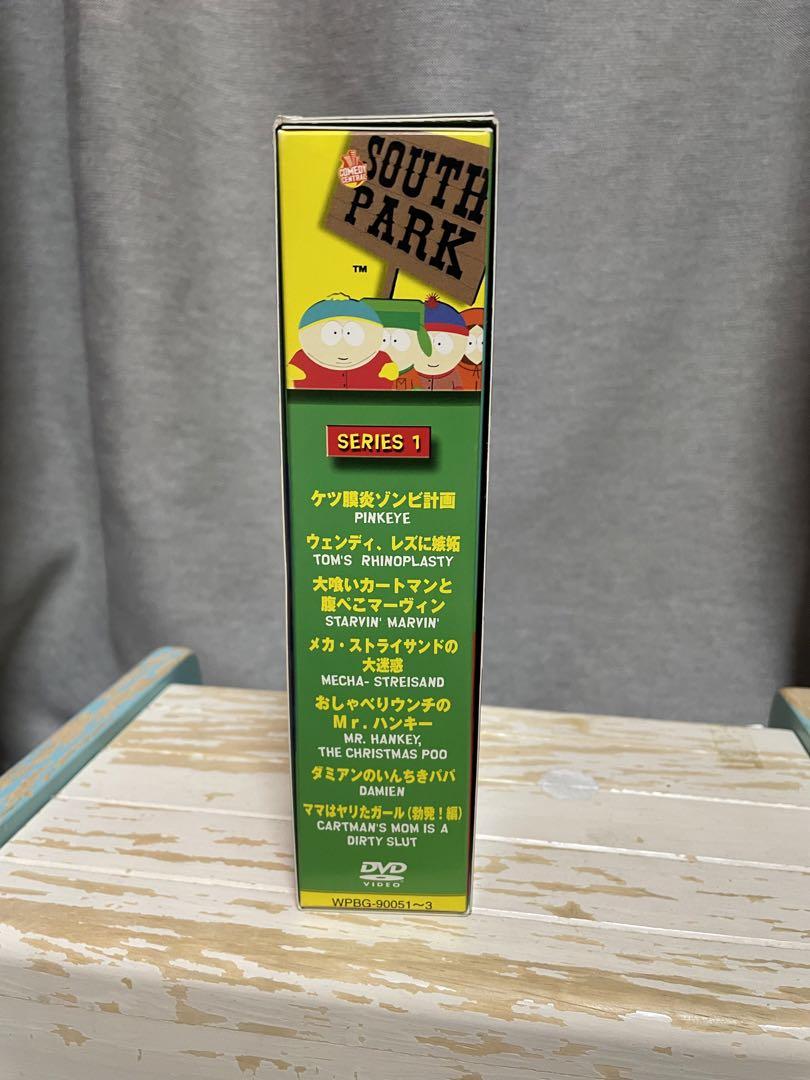 COMEDY
CENTRAL
SOUTH
PARK
TM
SERIES 1
ケツ膜炎ゾンビ計画
PINKEYE
ウェンディ、レズに嫉妬
TOM'S RHINOPLASTY
大喰いカートマンと
腹ぺこマーヴィン
STARVIN' MARVIN'
メカ・ストライサンドの
大迷惑
MECHA- STREISAND
おしゃべりウンチの
Mr.ハンキー
MR. HANKEY,
THE CHRISTMAS POO
ダミアンのいんちきパパ
DAMIEN
ママはヤリたガール(勃発!編)
CARTMAN'S MOM IS A
DIRTY SLUT
DVD
VIDEO
WPBG-90051~3